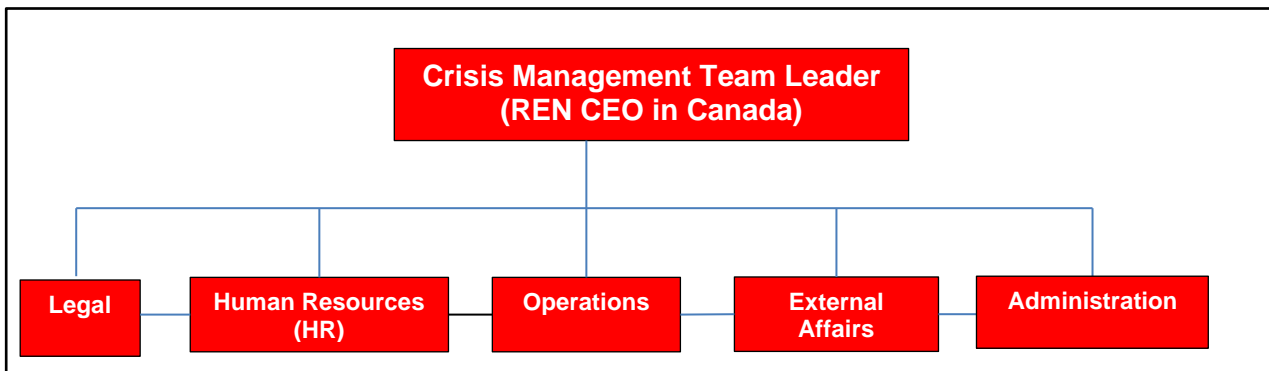 Crisis Management Team Leader
(REN CEO in Canada)
Legal
Human Resources
(HR)
Operations
External
Affairs
Administration